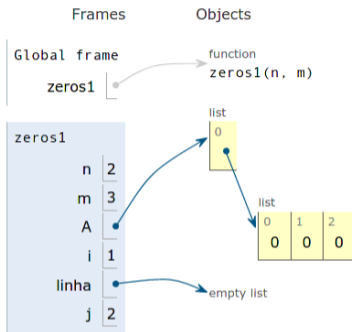 Frames Objects
Global frame
zeros1
function
zeros1(n, m)
list
0
zeros1
n 2
m 3
A
i 1
linha
j 2
list
0 1 2
0 0 0
empty list